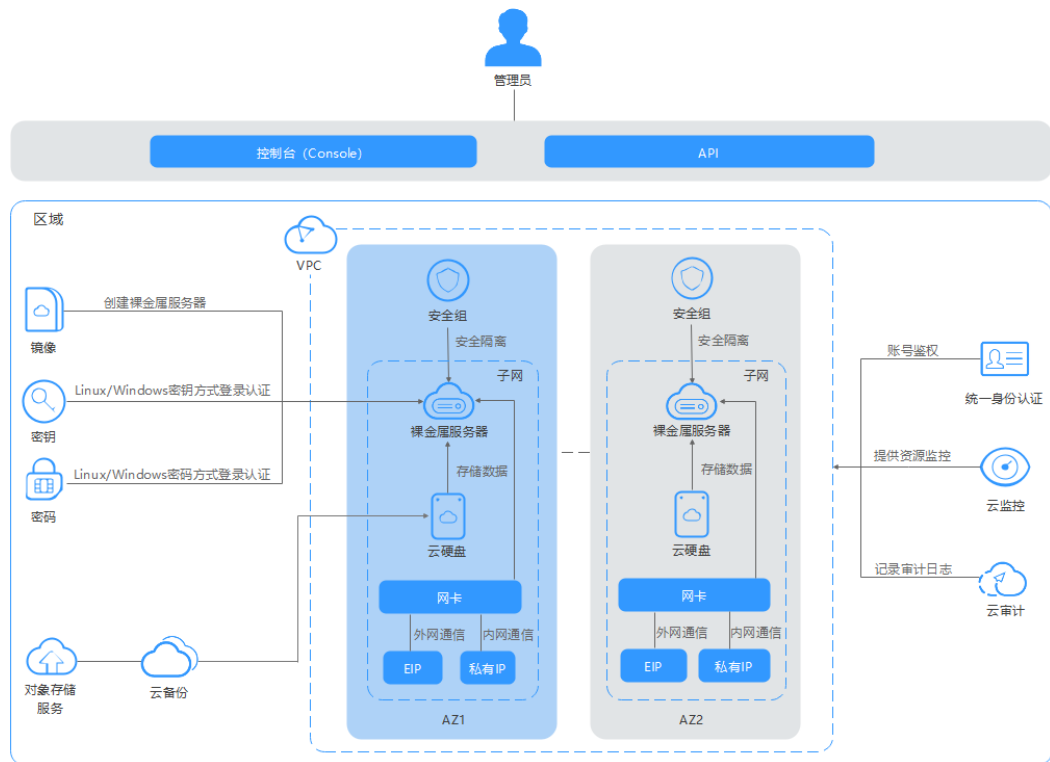 管理员
控制台（Console）
API
区域
VPC
镜像
创建裸金属服务器
密钥
Linux/Windows密钥方式登录认证
密码
Linux/Windows密码方式登录认证
对象存储
服务
云备份
安全组
安全隔离
子网
裸金属服务器
存储数据
云硬盘
网卡
外网通信
内网通信
EIP
私有IP
AZ1
安全组
安全隔离
子网
裸金属服务器
存储数据
云硬盘
网卡
外网通信
内网通信
EIP
私有IP
AZ2
账号鉴权
统一身份认证
提供资源监控
云监控
记录审计日志
云审计